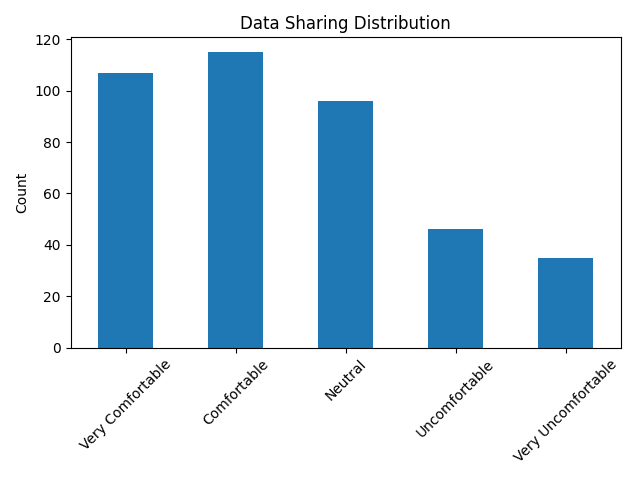 Data Sharing Distribution
120
100
80
60
40
20
0
Count
Very Comfortable
Comfortable
Neutral
Uncomfortable
Very Uncomfortable